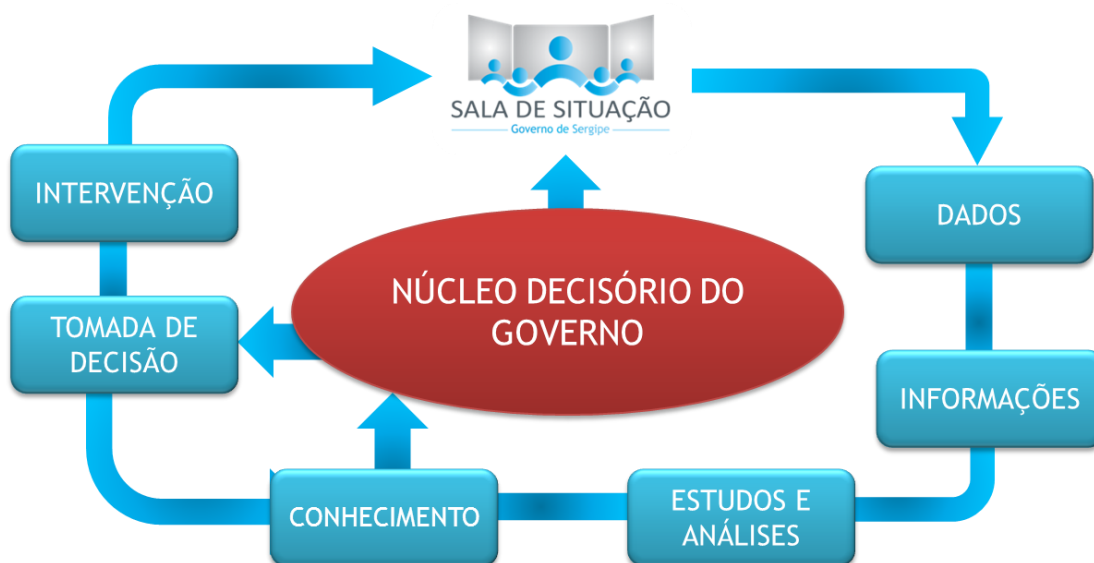 SALA DE SITUAÇÃO
Governo de Sergipe
INTERVENÇÃO
DADOS
NÚCLEO DECISÓRIO DO
GOVERNO
TOMADA DE
DECISÃO
INFORMAÇÕES
CONHECIMENTO
ESTUDOS E
ANÁLISES